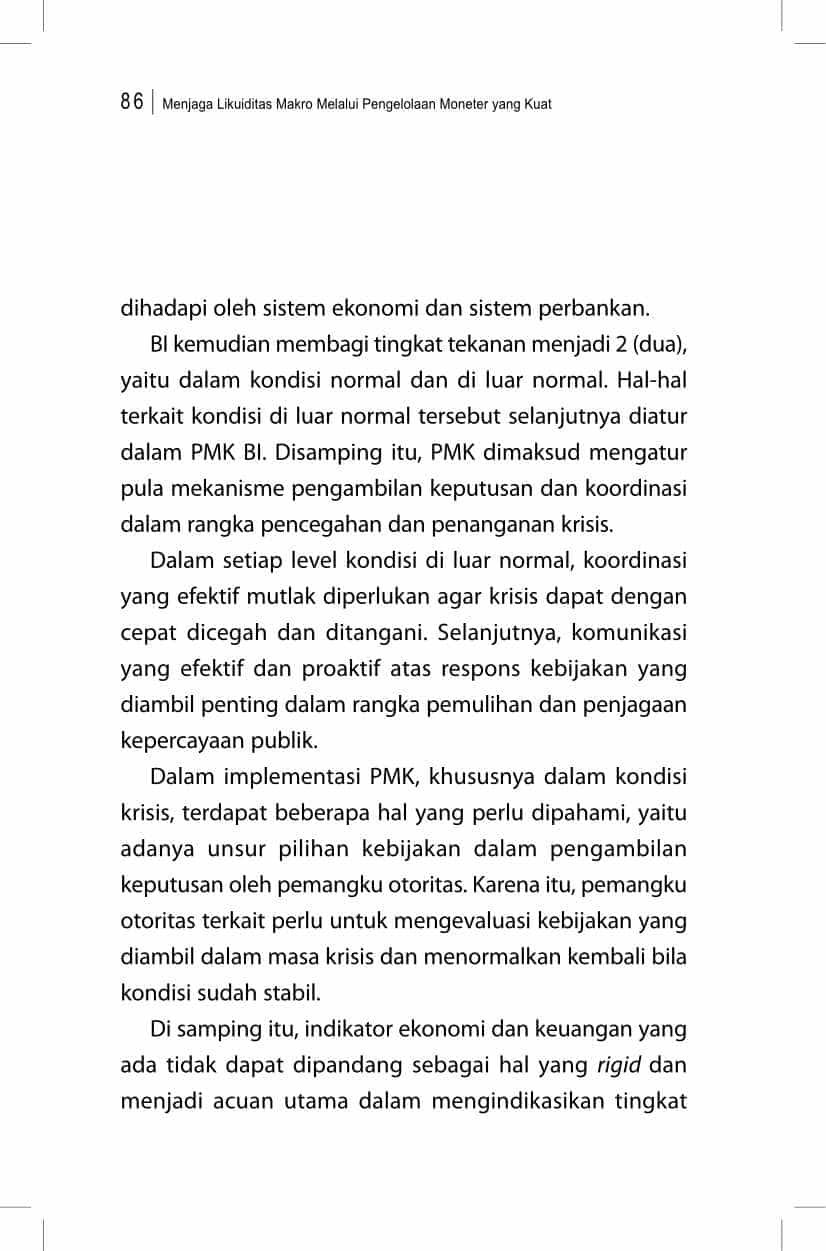 86 | Menjaga Likuiditas Makro Melalui Pengelolaan Moneter yang Kuat
dihadapi oleh sistem ekonomi dan sistem perbankan.
BI kemudian membagi tingkat tekanan menjadi 2 (dua),
yaitu dalam kondisi normal dan di luar normal. Hal-hal
terkait kondisi di luar normal tersebut selanjutnya diatur
dalam PMK BI. Disamping itu, PMK dimaksud mengatur
pula mekanisme pengambilan keputusan dan koordinasi
dalam rangka pencegahan dan penanganan krisis.
Dalam setiap level kondisi di luar normal, koordinasi
yang efektif mutlak diperlukan agar krisis dapat dengan
cepat dicegah dan ditangani. Selanjutnya, komunikasi
yang efektif dan proaktif atas respons kebijakan yang
diambil penting dalam rangka pemulihan dan penjagaan
kepercayaan publik.
Dalam implementasi PMK, khususnya dalam kondisi
krisis, terdapat beberapa hal yang perlu dipahami, yaitu
adanya unsur pilihan kebijakan dalam pengambilan
keputusan oleh pemangku otoritas. Karena itu, pemangku
otoritas terkait perlu untuk mengevaluasi kebijakan yang
diambil dalam masa krisis dan menormalkan kembali bila
kondisi sudah stabil.
Di samping itu, indikator ekonomi dan keuangan yang
ada tidak dapat dipandang sebagai hal yang rigid dan
menjadi acuan utama dalam mengindikasikan tingkat